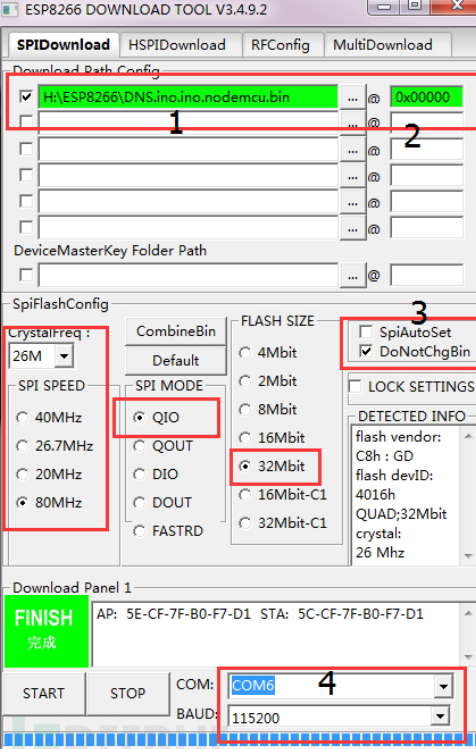 ESP8266 DOWNLOAD TOOL V3.4.9.2
SPIDownload HSPIDownload RFConfig MultiDownload
Download Path Config
H:\ESP8266\DNS.ino.ino.nodemcu.bin ... @ 0x00000
1
2
... @
... @
... @
... @
... @
DeviceMasterKey Folder Path
... @
SpiFlashConfig
CrystalFreq :
26M
SPI SPEED
40MHz
26.7MHz
20MHz
80MHz
CombineBin
Default
SPI MODE
QIO
QOUT
DIO
DOUT
FASTRD
FLASH SIZE
4Mbit
2Mbit
8Mbit
16Mbit
32Mbit
16Mbit-C1
32Mbit-C1
3
SpiAutoSet
DoNotChgBin
LOCK SETTINGS
DETECTED INFO
flash vendor:
C8h : GD
flash devID:
4016h
QUAD;32Mbit
crystal:
26 Mhz
Download Panel 1
FINISH
完成
AP: 5E-CF-7F-B0-F7-D1 STA: 5C-CF-7F-B0-F7-D1
START STOP
COM: COM6
4
BAUD: 115200